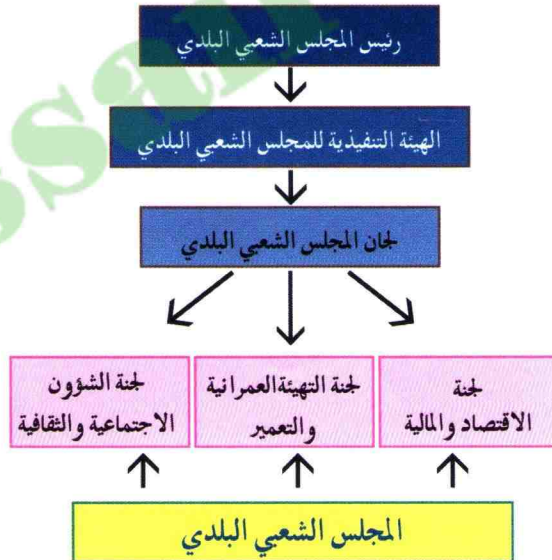 رئيس المجلس الشعبي البلدي
الهيئة التنفيذية للمجلس الشعبي البلدي
لجان المجلس الشعبي البلدي
لجنة
الاقتصاد والمالية
لجنة التهيئة العمرانية
والتعمير
لجنة الشؤون
الاجتماعية والثقافية
المجلس الشعبي البلدي